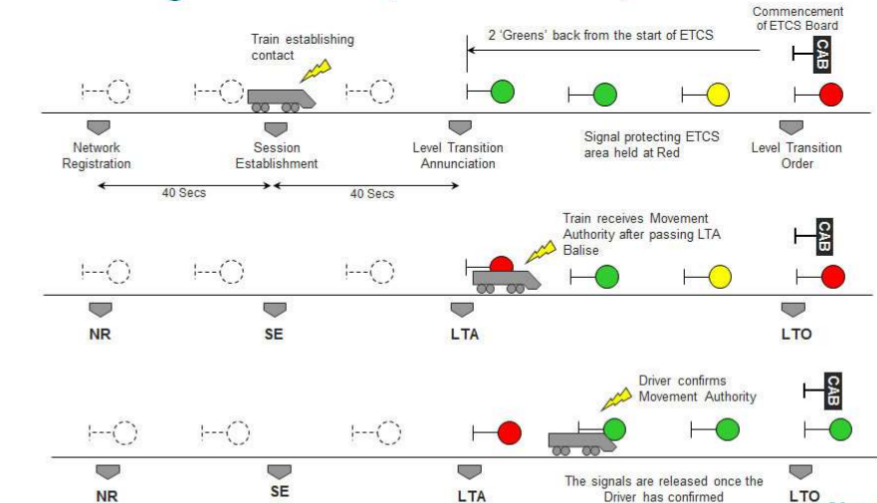 Commencement
of ETCS Board
Train establishing
contact
2 'Greens' back from the start of ETCS
CAB
Network
Registration
Session
Establishment
Level Transition
Annunciation
Signal protecting ETCS
area held at Red
Level Transition
Order
40 Secs
40 Secs
Train receives Movement
Authority after passing LTA
Balise
CAB
NR
SE
LTA
LTO
Driver confirms
Movement Authority
CAB
NR
SE
LTA
The signals are released once the
Driver has confirmed
LTO